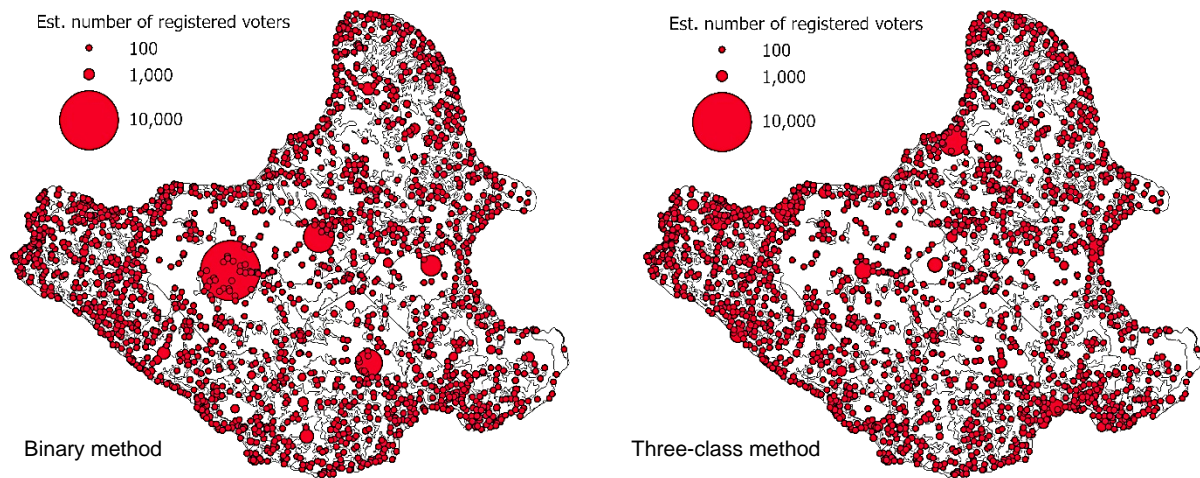 Est. number of registered voters
100
1,000
10,000
Binary method
Est. number of registered voters
100
1,000
10,000
Three-class method